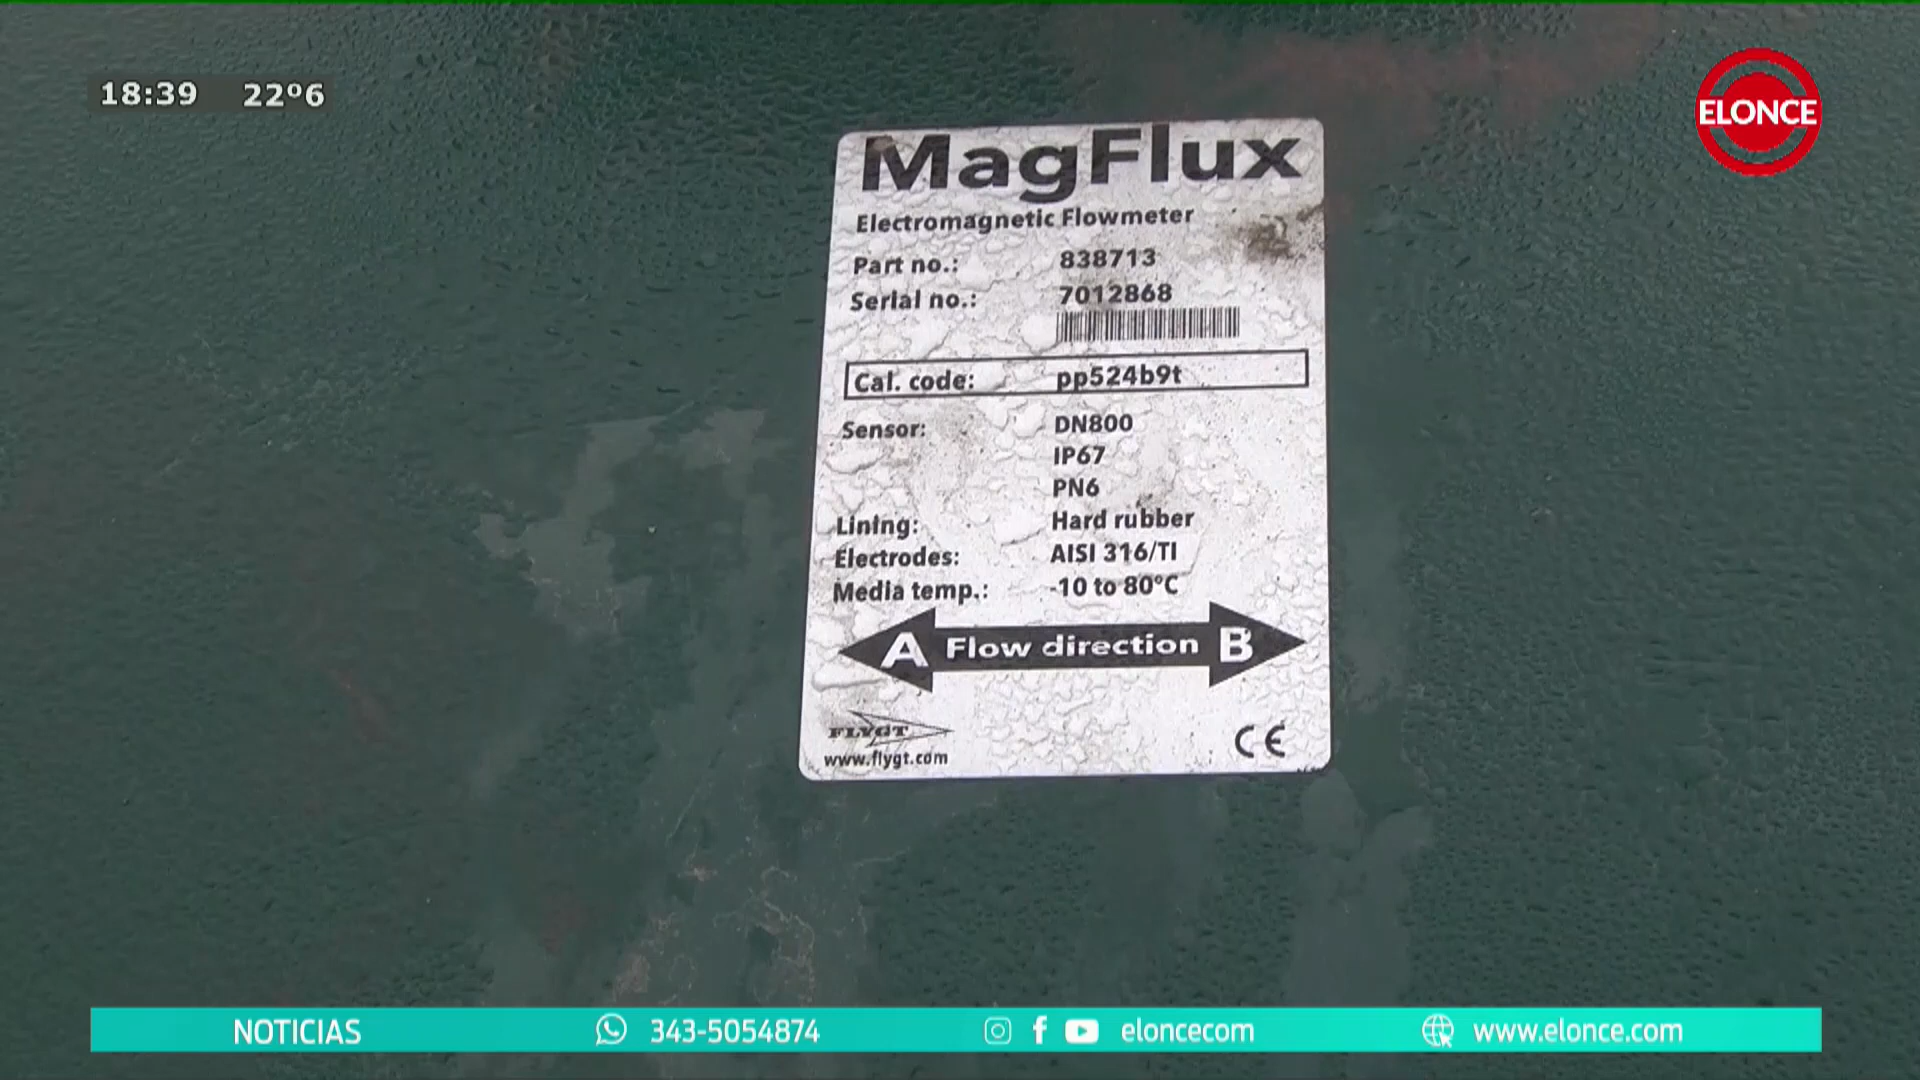 18:39 22º6
ELONCE
MagFlux
Electromagnetic Flowmeter
Part no.: 838713
Serial no.: 7012868
Cal. code: pp524b9t
Sensor: DN800
IP67
PN6
Lining: Hard rubber
Electrodes: AISI 316/TI
Media temp.: -10 to 80°C
A Flow direction B
FLYGT
www.flygt.com
CE
NOTICIAS 343-5054874 eloncecom www.elonce.com